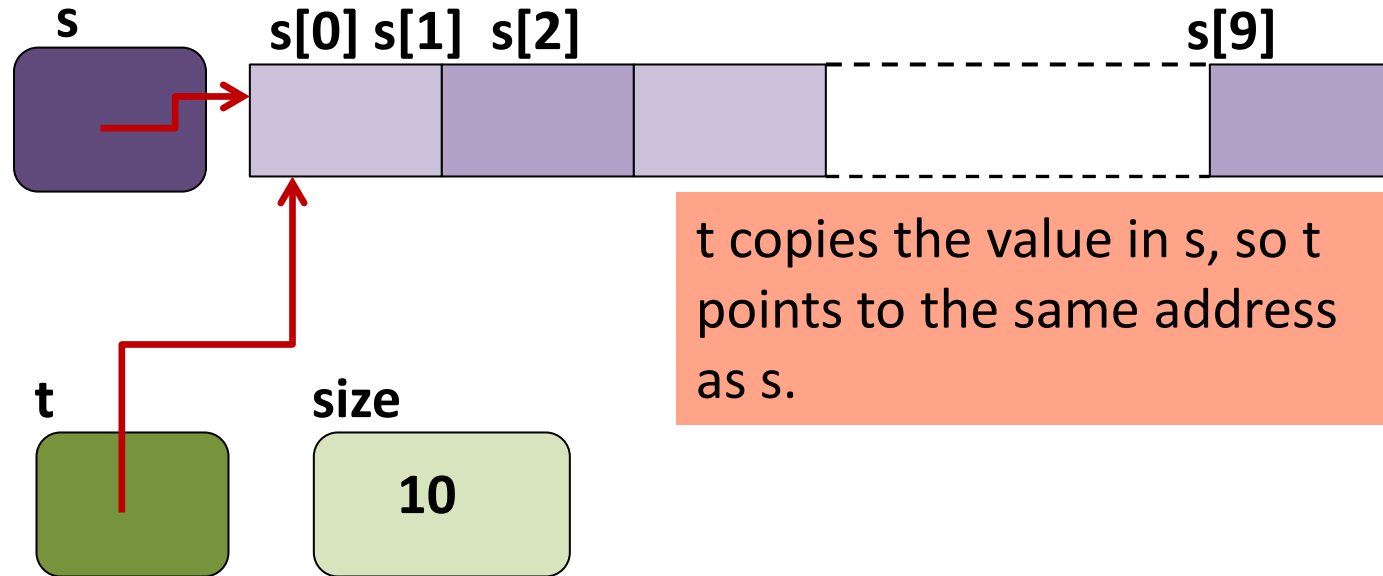 s
s[0] s[1] s[2] s[9]
t copies the value in s, so t
points to the same address
as s.
t size
10